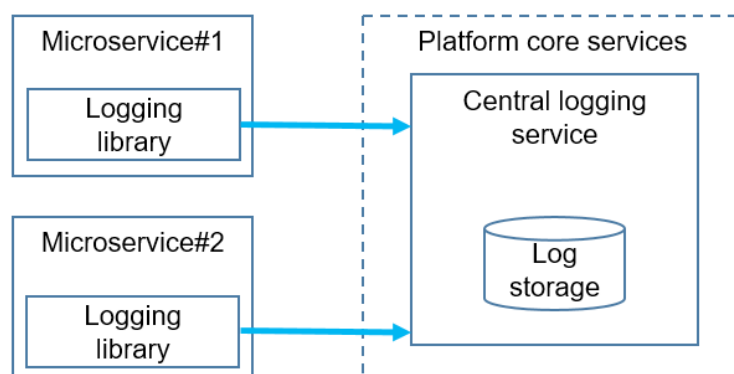 Microservice#1
Logging
library
Platform core services
Central logging
service
Log
storage
Microservice#2
Logging
library